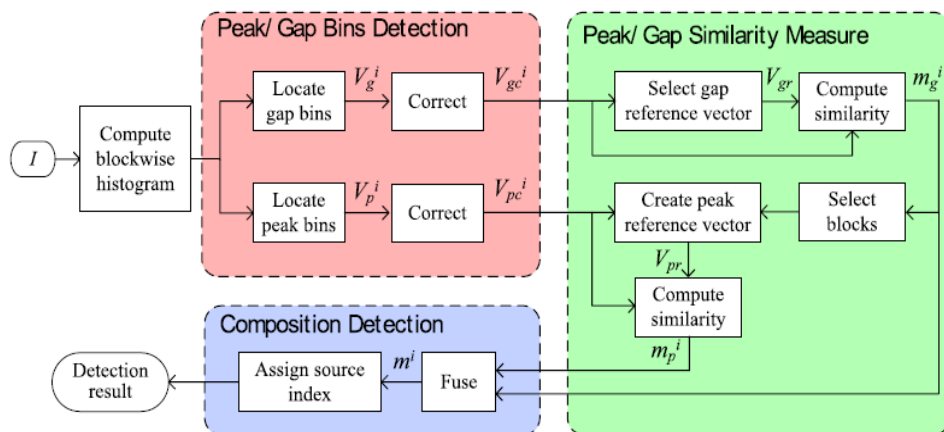 Peak/ Gap Bins Detection
Peak/ Gap Similarity Measure
I
Compute
blockwise
histogram
Locate
gap bins
V_g^i
Correct
V_gc^i
Select gap
reference vector
V_gr
Compute
similarity
m_g^i
Locate
peak bins
V_p^i
Correct
V_pc^i
Create peak
reference vector
Select
blocks
V_pr
Compute
similarity
m_p^i
Composition Detection
Detection
result
Assign source
index
m^i
Fuse